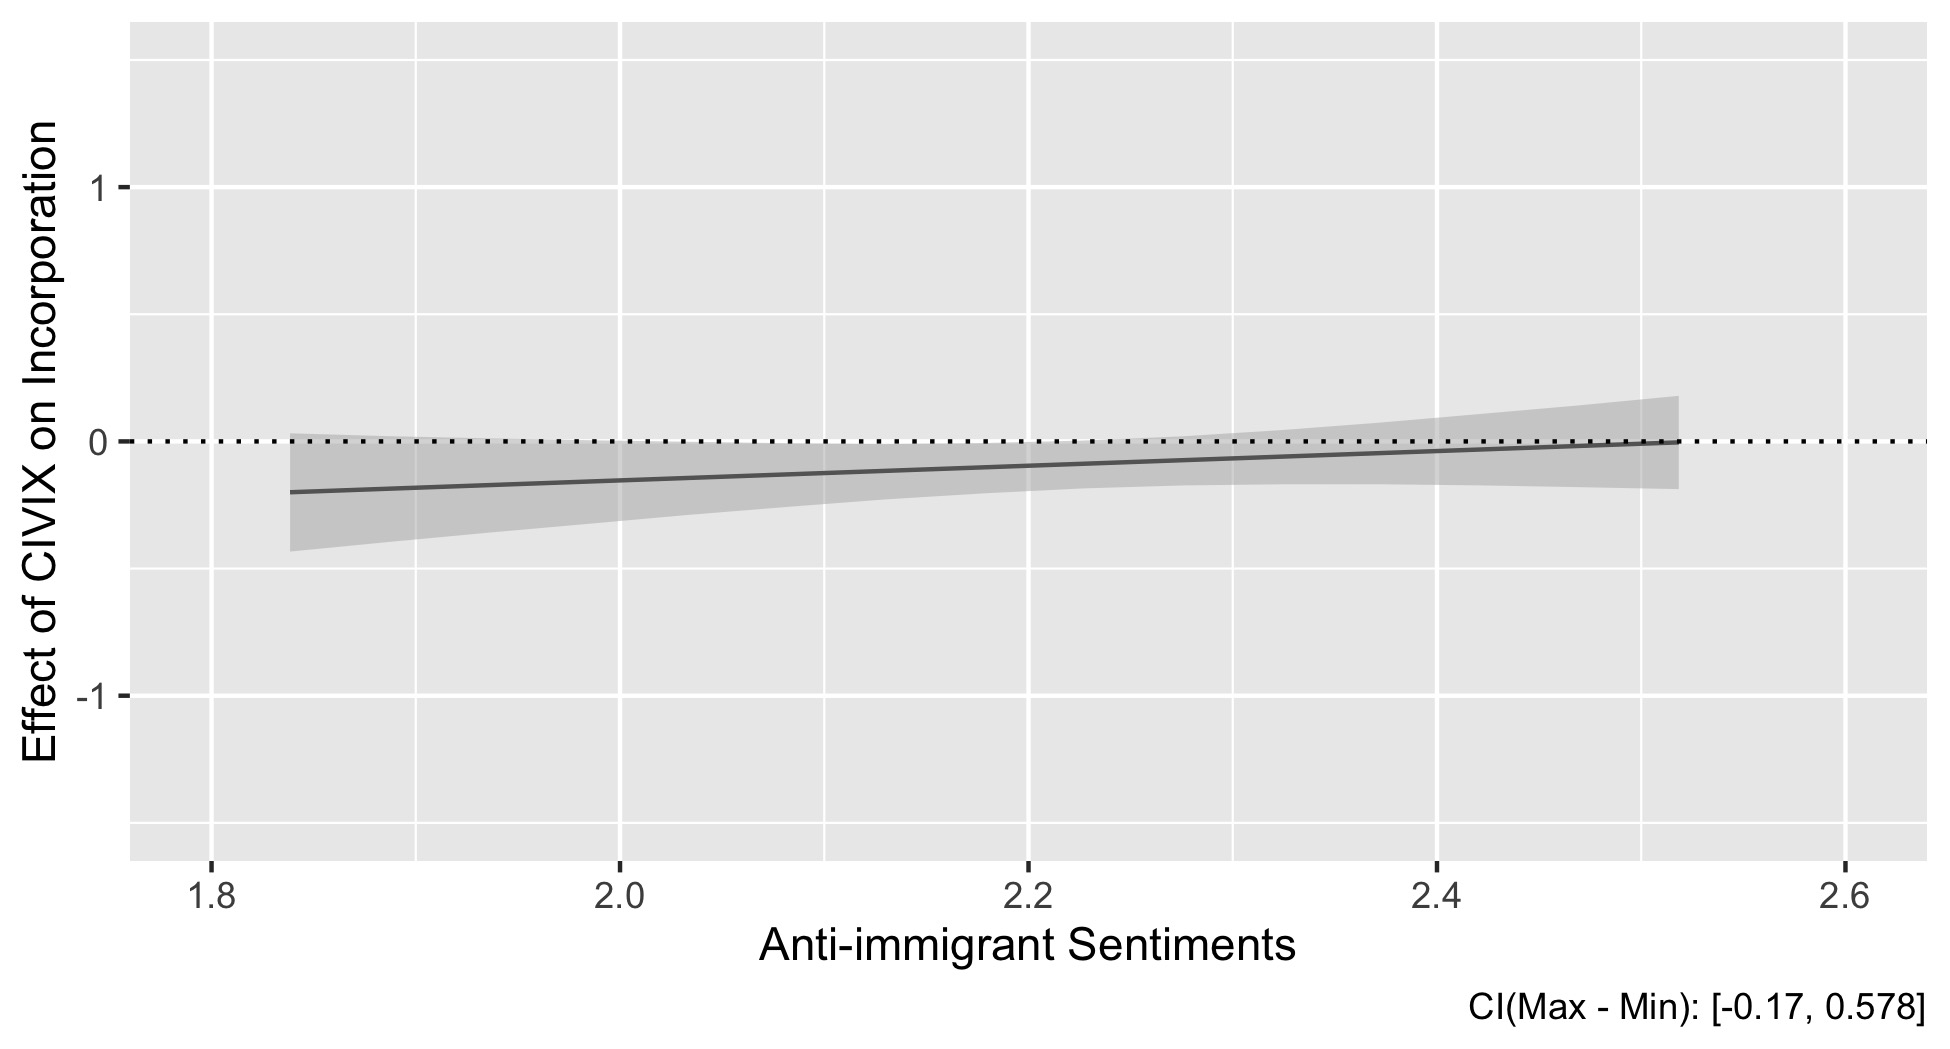 Effect of CIVIX on Incorporation
1
0
-1
1.8 2.0 2.2 2.4 2.6
Anti-immigrant Sentiments
CI(Max - Min): [-0.17, 0.578]